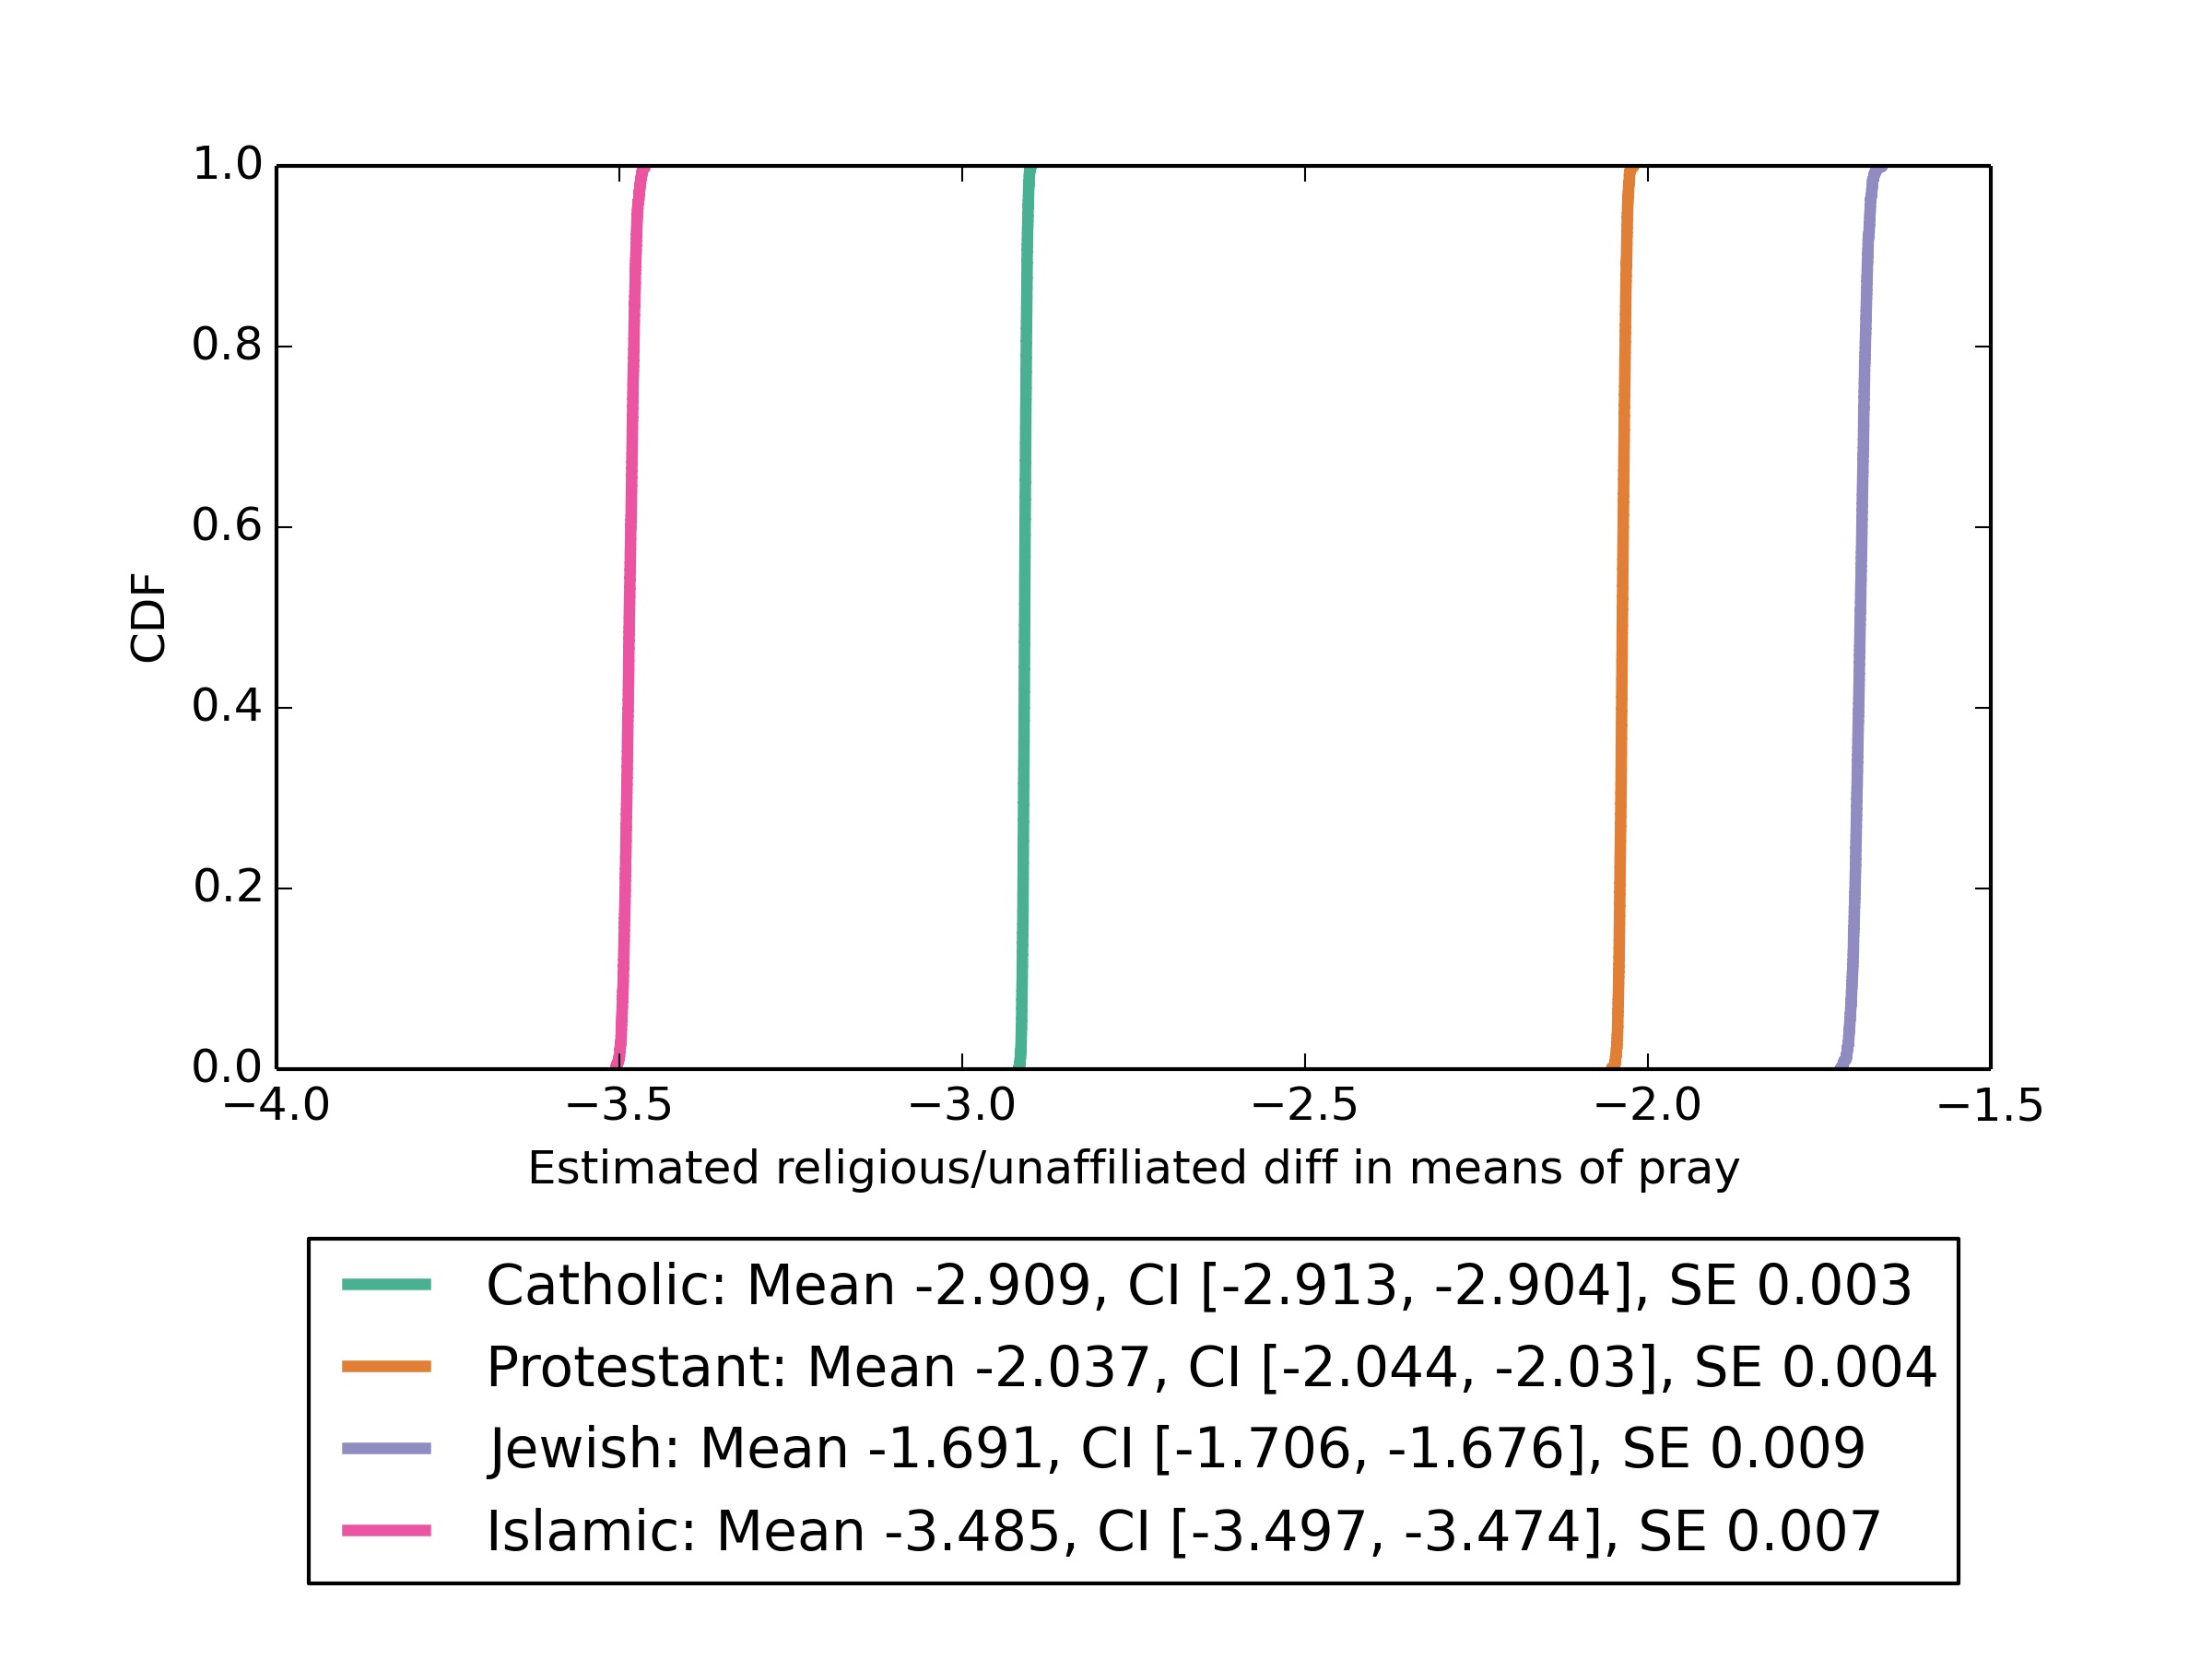 1.0
0.8
0.6
0.4
0.2
0.0
CDF
−4.0 −3.5 −3.0 −2.5 −2.0 −1.5
Estimated religious/unaffiliated diff in means of pray
Catholic: Mean -2.909, CI [-2.913, -2.904], SE 0.003
Protestant: Mean -2.037, CI [-2.044, -2.03], SE 0.004
Jewish: Mean -1.691, CI [-1.706, -1.676], SE 0.009
Islamic: Mean -3.485, CI [-3.497, -3.474], SE 0.007